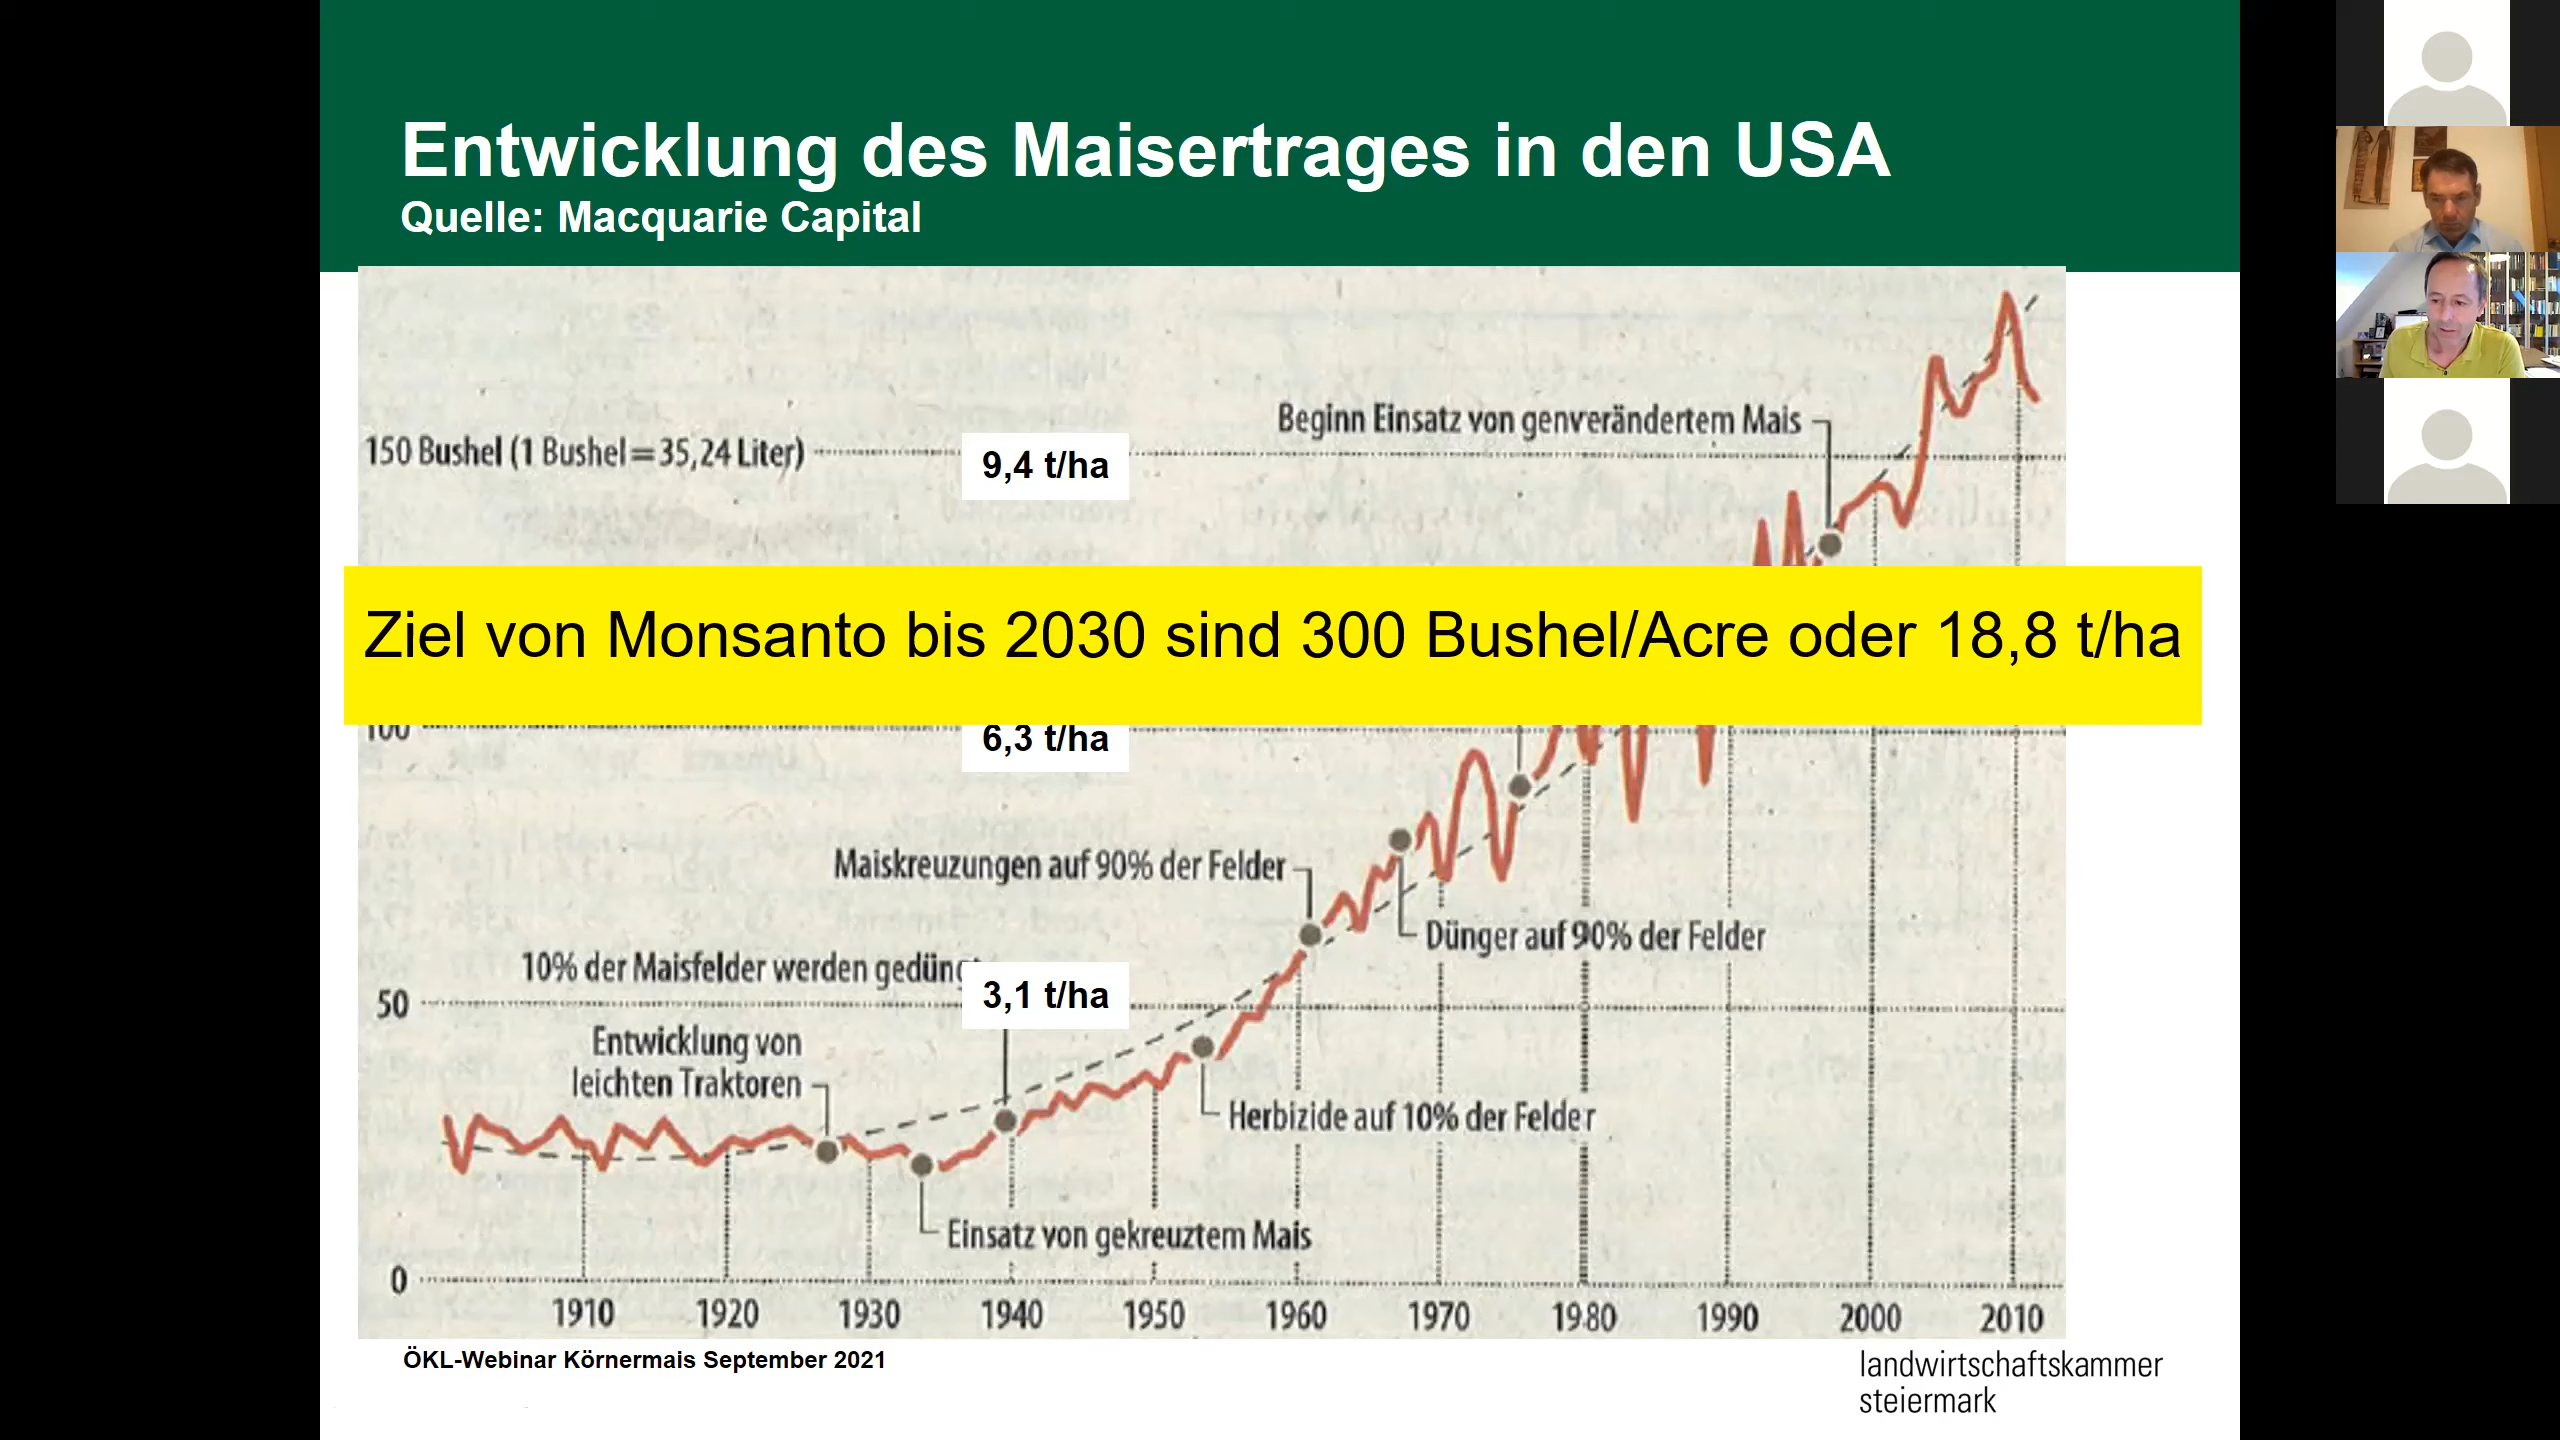 Entwicklung des Maisertrages in den USA
Quelle: Macquarie Capital
Beginn Einsatz von genverändertem Mais
150 Bushel (1 Bushel=35,24 Liter)
9,4 t/ha
Ziel von Monsanto bis 2030 sind 300 Bushel/Acre oder 18,8 t/ha
100
6,3 t/ha
Maiskreuzungen auf 90% der Felder
Dünger auf 90% der Felder
10% der Maisfelder werden gedüng
50
3,1 t/ha
Entwicklung von
leichten Traktoren
Herbizide auf 10% der Felder
Einsatz von gekreuztem Mais
0
1910 1920 1930 1940 1950 1960 1970 1980 1990 2000 2010
ÖKL-Webinar Körnermais September 2021
landwirtschaftskammer
steiermark